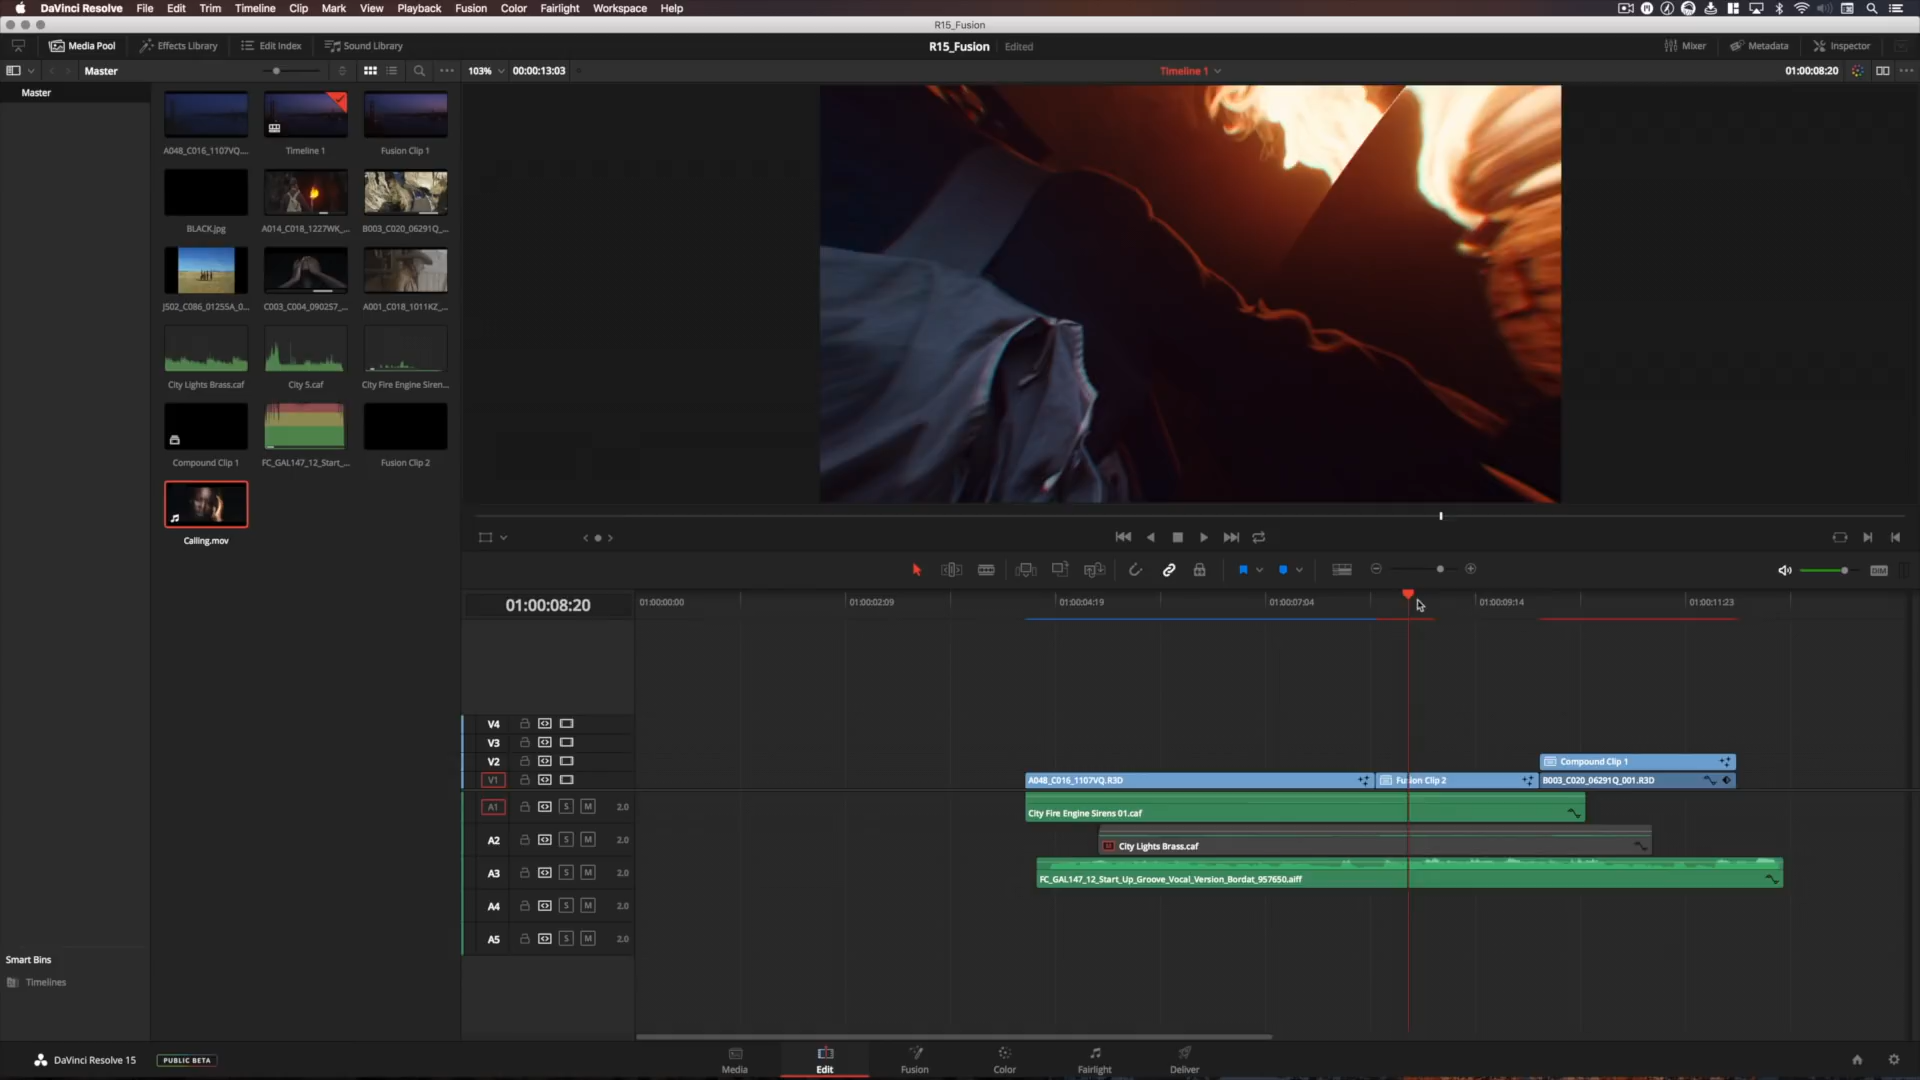 DaVinci Resolve File Edit Trim Timeline Clip Mark View Playback Fusion Color Fairlight Workspace Help
R15_Fusion
Media Pool Effects Library Edit Index Sound Library R15_Fusion Edited Mixer Metadata Inspector
Master 103% 00:00:13:03 Timeline 1 01:00:08:20
Master
A048_C016_1107VQ.... Timeline 1 Fusion Clip 1
BLACK.jpg A014_C018_1227WK_... B003_C020_06291Q_...
JS02_C086_01255A_0... C003_C004_090257_... A001_C018_1011KZ_...
City Lights Brass.caf City 5.caf City Fire Engine Siren...
Compound Clip 1 FC_GAL147_12_Start_... Fusion Clip 2
Calling.mov
DIM
01:00:08:20 01:00:00:00 01:00:02:09 01:00:04:19 01:00:07:04 01:00:09:14 01:00:11:23
V4
V3
V2 Compound Clip 1
V1 A048_C016_1107VQ.R3D Fusion Clip 2 B003_C020_06291Q_001.R3D
A1 S M 2.0 City Fire Engine Sirens 01.caf
A2 S M 2.0 City Lights Brass.caf
A3 S M 2.0 FC_GAL147_12_Start_Up_Groove_Vocal_Version_Bordat_957650.aiff
A4 S M 2.0
A5 S M 2.0
Smart Bins
Timelines
DaVinci Resolve 15 PUBLIC BETA Media Edit Fusion Color Fairlight Deliver